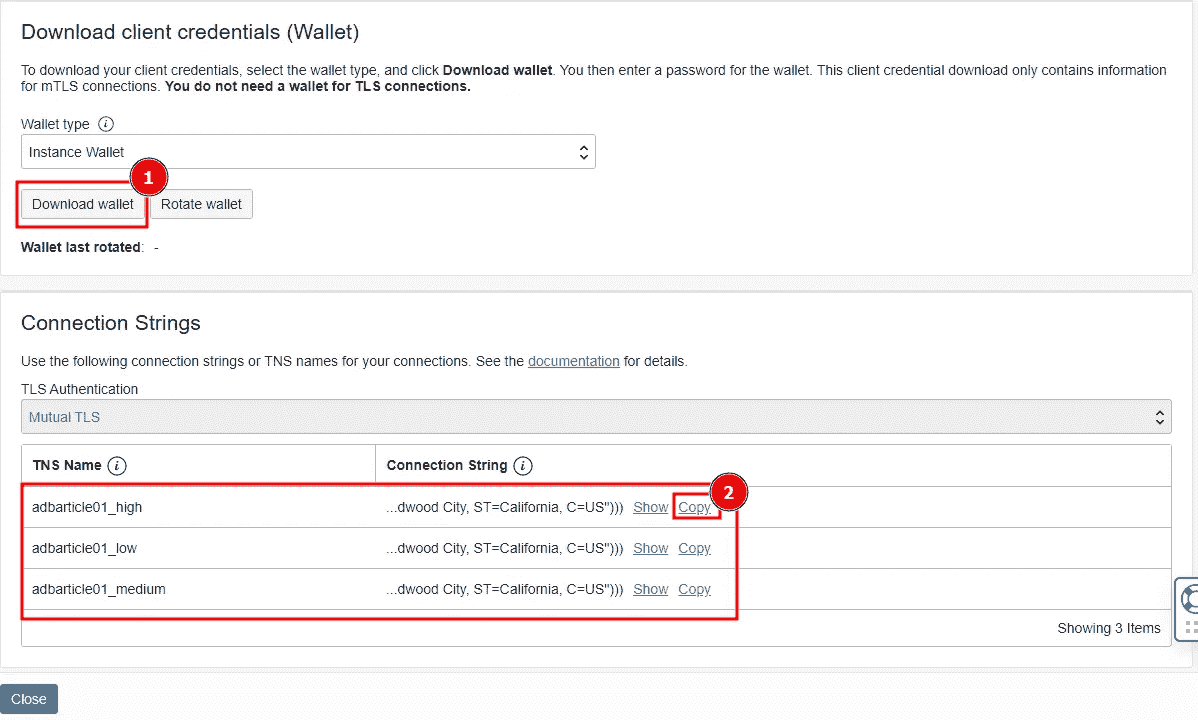 Download client credentials (Wallet)
To download your client credentials, select the wallet type, and click Download wallet. You then enter a password for the wallet. This client credential download only contains information
for mTLS connections. You do not need a wallet for TLS connections.
Wallet type i
Instance Wallet
1
Download wallet Rotate wallet
Wallet last rotated: -
Connection Strings
Use the following connection strings or TNS names for your connections. See the documentation for details.
TLS Authentication
Mutual TLS
TNS Name i Connection String i
2
adbarticle01_high ...dwood City, ST=California, C=US"))) Show Copy
adbarticle01_low ...dwood City, ST=California, C=US"))) Show Copy
adbarticle01_medium ...dwood City, ST=California, C=US"))) Show Copy
Showing 3 Items
Close